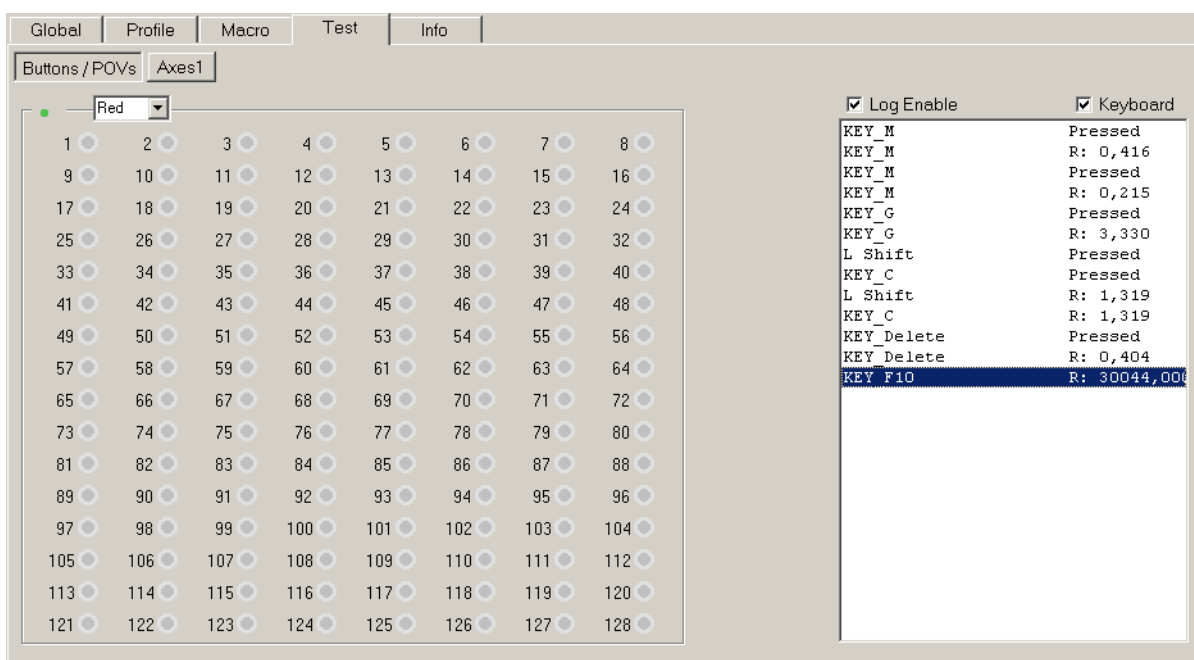 Global Profile Macro Test Info
Buttons / POVs Axes1
Red
1 2 3 4 5 6 7 8
9 10 11 12 13 14 15 16
17 18 19 20 21 22 23 24
25 26 27 28 29 30 31 32
33 34 35 36 37 38 39 40
41 42 43 44 45 46 47 48
49 50 51 52 53 54 55 56
57 58 59 60 61 62 63 64
65 66 67 68 69 70 71 72
73 74 75 76 77 78 79 80
81 82 83 84 85 86 87 88
89 90 91 92 93 94 95 96
97 98 99 100 101 102 103 104
105 106 107 108 109 110 111 112
113 114 115 116 117 118 119 120
121 122 123 124 125 126 127 128
Log Enable Keyboard
KEY_M Pressed
KEY_M R: 0,416
KEY_M Pressed
KEY_M R: 0,215
KEY_G Pressed
KEY_G R: 3,330
L Shift Pressed
KEY_C Pressed
L Shift R: 1,319
KEY_C R: 1,319
KEY_Delete Pressed
KEY_Delete R: 0,404
KEY_F10 R: 30044,00